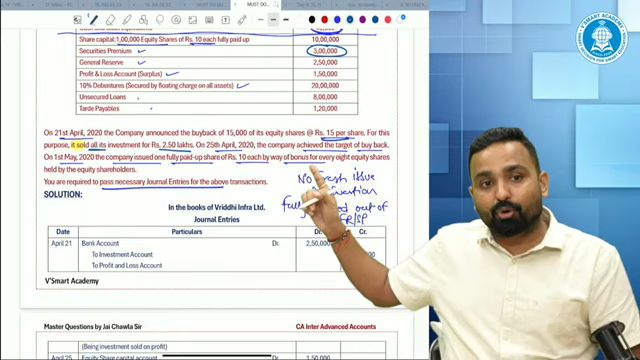 Share capital: 1,00,000 Equity Shares of Rs. 10 each fully paid up 10,00,000
Securities Premium 3,00,000
General Reserve 2,50,000
Profit & Loss Account (Surplus) 1,50,000
10% Debentures (Secured by floating charge on all assets) 20,00,000
Unsecured Loans 8,00,000
Tarde Payables 1,20,000
On 21st April, 2020 the Company announced the buyback of 15,000 of its equity shares @ Rs. 15 per share. For this
purpose, it sold all its investment for Rs. 2.50 lakhs. On 25th April, 2020 the company achieved the target of buy back.
On 1st May, 2020 the company issued one fully paid-up share of Rs. 10 each by way of bonus for every eight equity shares
held by the equity shareholders.
You are required to pass necessary Journal Entries for the above transactions.
No fresh issue
out of
SOLUTION:
In the books of Vriddhi Infra Ltd.
Journal Entries
Date Particulars Dr. Cr.
April 21 Bank Account Dr. 2,50,000
To Investment Account
To Profit and Loss Account
V'Smart Academy
Master Questions by Jai Chawla Sir CA Inter Advanced Accounts
(Being investment sold on profit)
April 25 Equity Share capital account 1,50,000
V'SMART ACADEMY